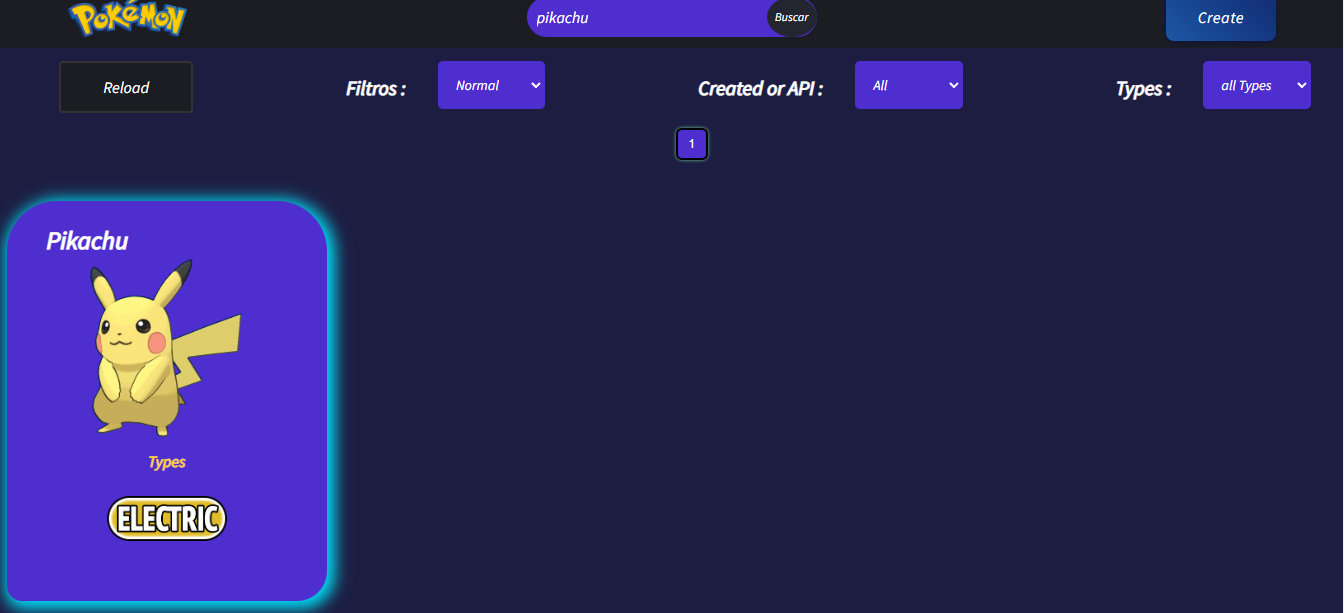 POKéMON
pikachu
Buscar
Create
Reload
Filtros :
Normal
Created or API :
All
Types :
all Types
1
Pikachu
Types
ELECTRIC